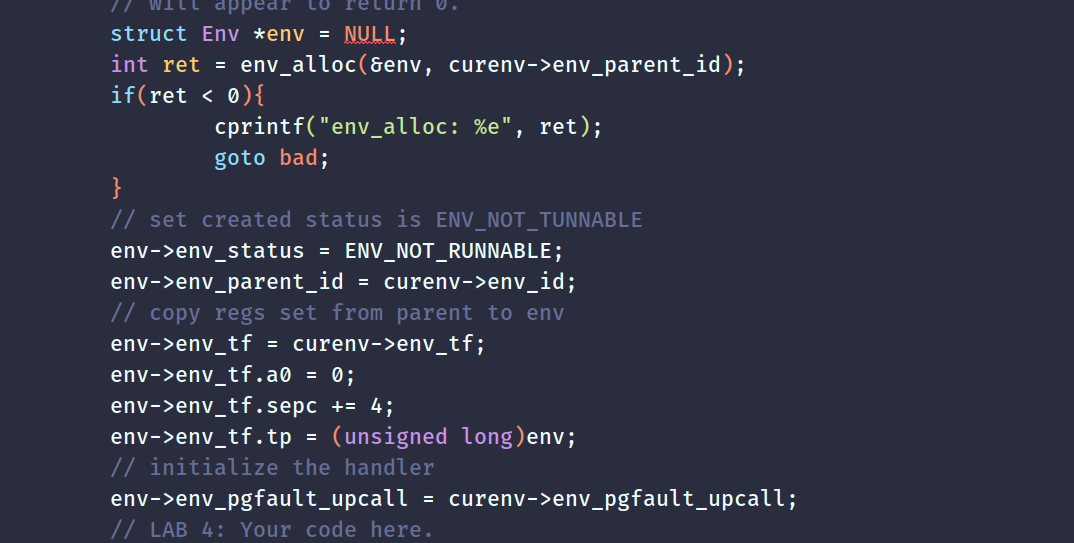 // will appear to return 0.
struct Env *env = NULL;
int ret = env_alloc(&env, curenv->env_parent_id);
if(ret < 0){
cprintf("env_alloc: %e", ret);
goto bad;
}
// set created status is ENV_NOT_TUNNABLE
env->env_status = ENV_NOT_RUNNABLE;
env->env_parent_id = curenv->env_id;
// copy regs set from parent to env
env->env_tf = curenv->env_tf;
env->env_tf.a0 = 0;
env->env_tf.sepc += 4;
env->env_tf.tp = (unsigned long)env;
// initialize the handler
env->env_pgfault_upcall = curenv->env_pgfault_upcall;
// LAB 4: Your code here.